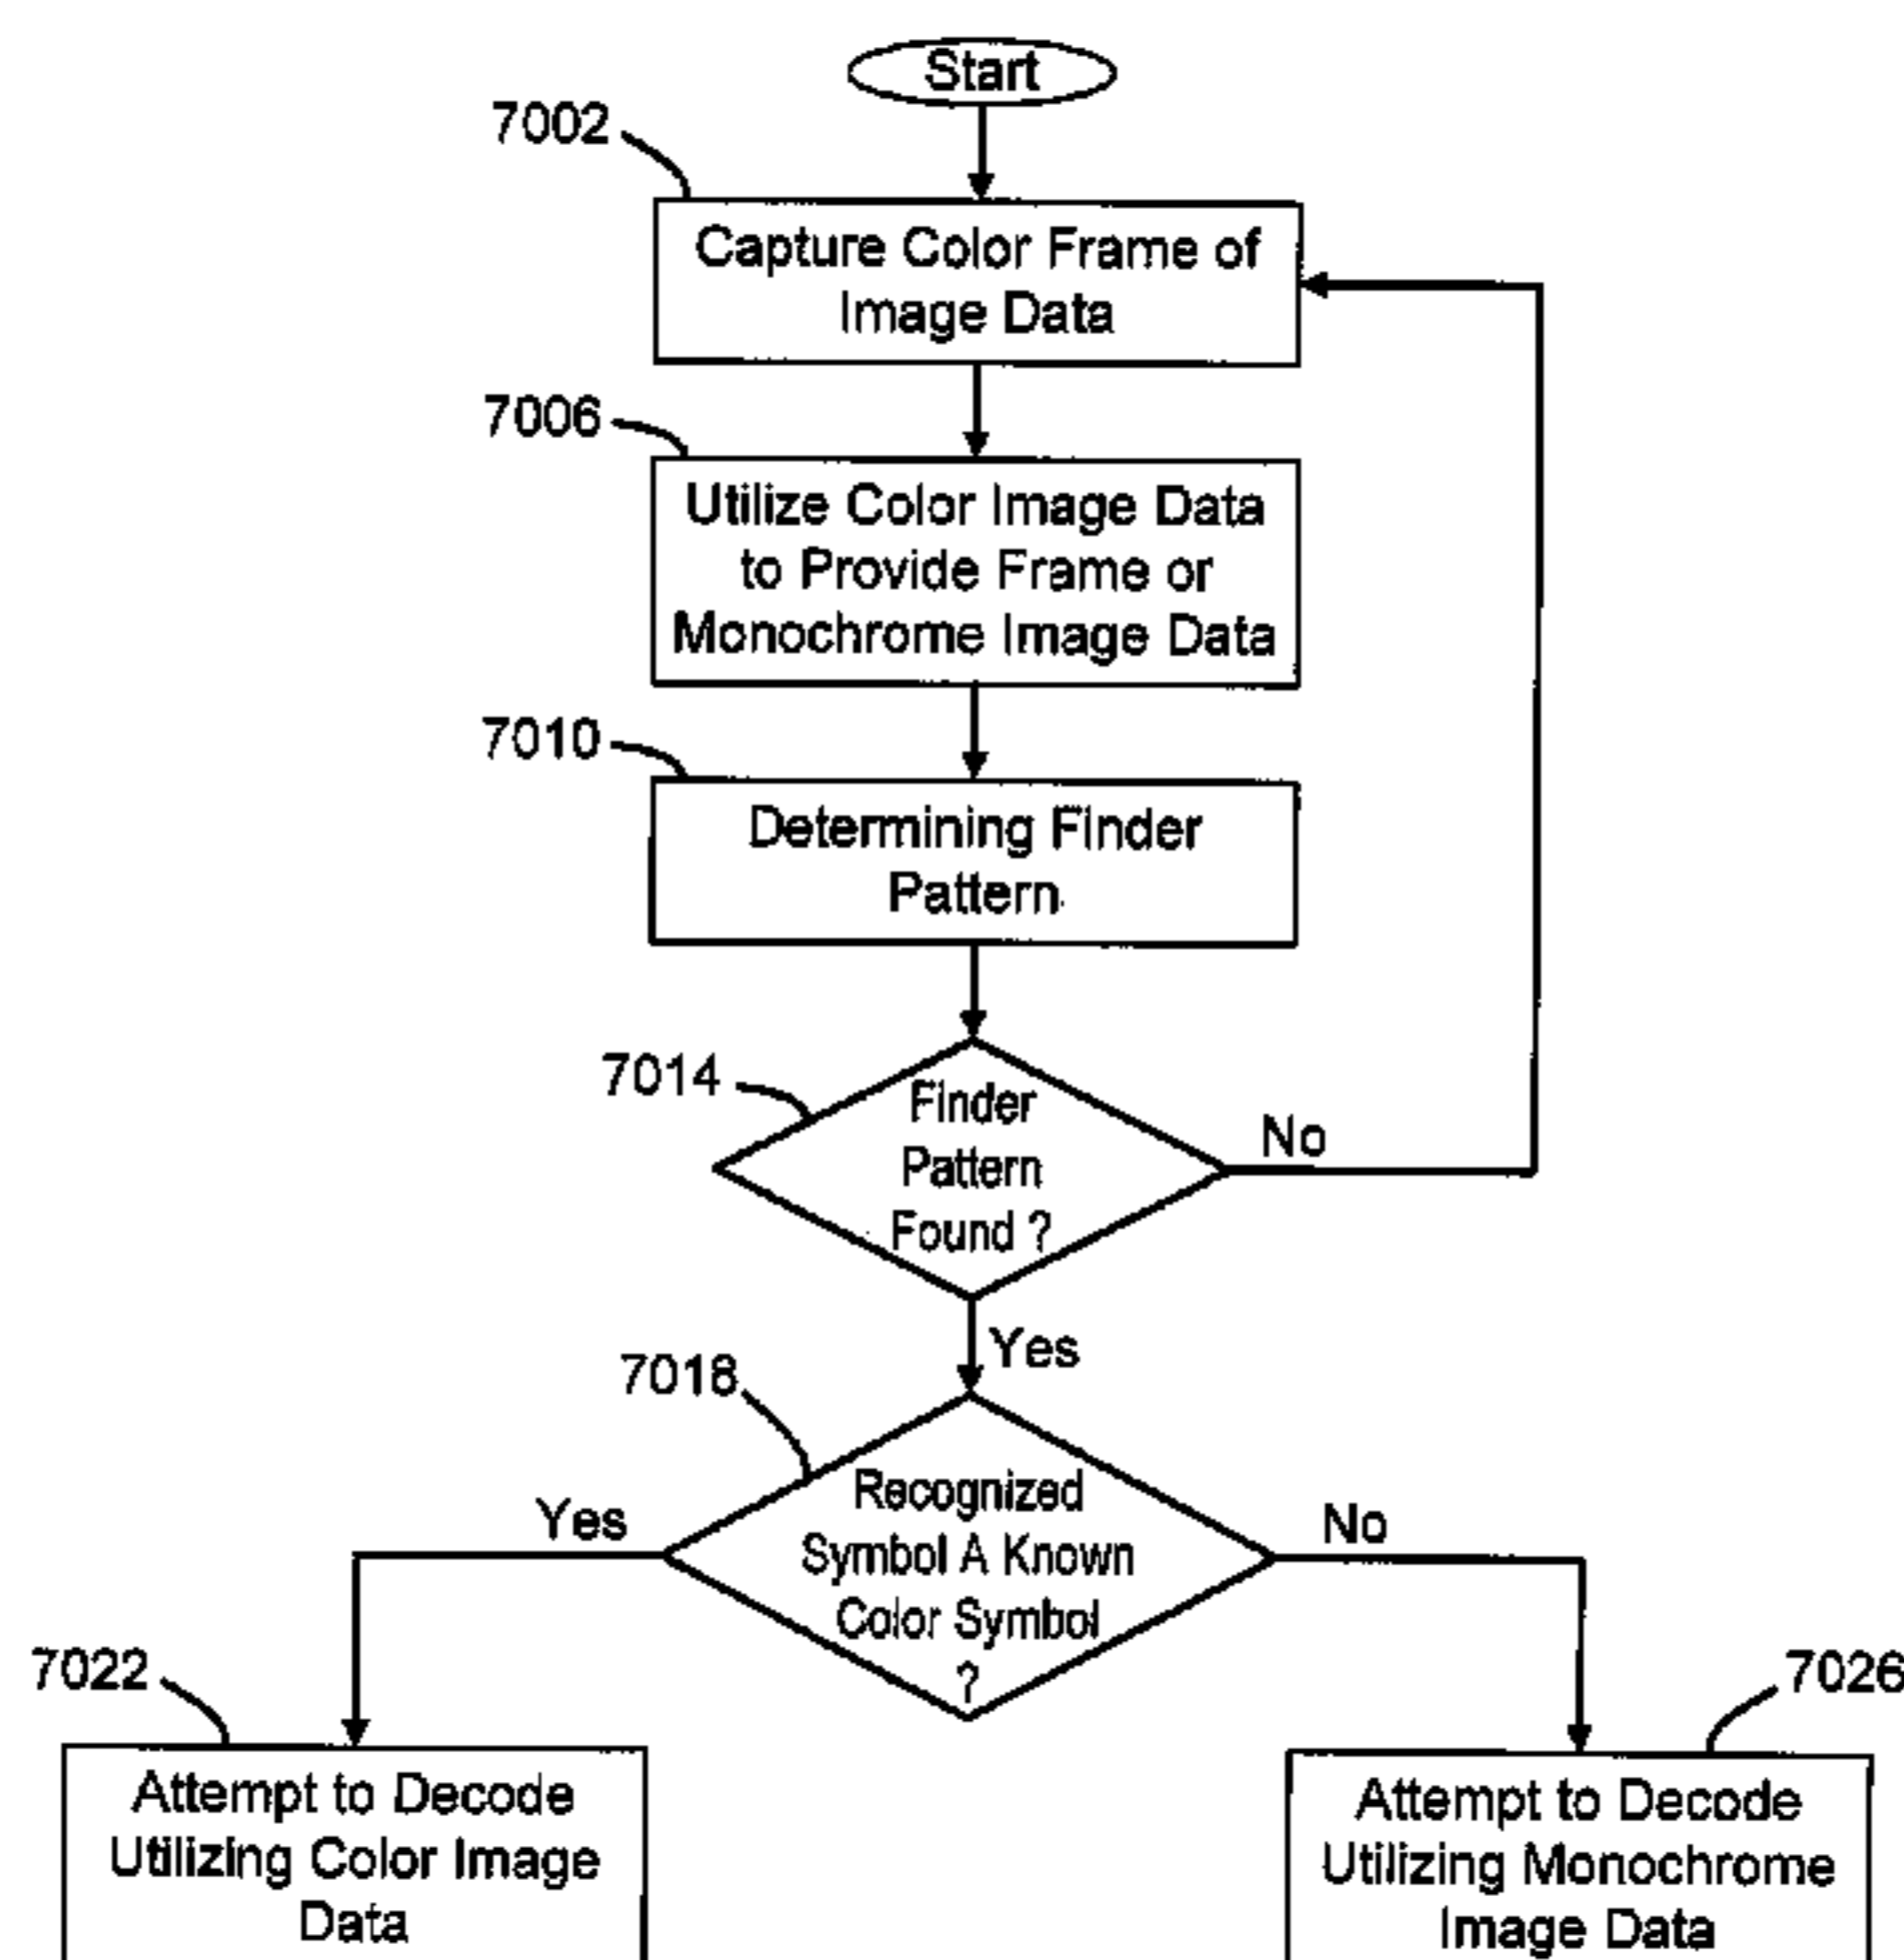 Start
7002
Capture Color Frame of
Image Data
7006
Utilize Color Image Data
to Provide Frame or
Monochrome Image Data
7010
Determining Finder
Pattern
7014
Finder
Pattern
Found ?
No
Yes
7018
Recognized
Symbol A Known
Color Symbol
?
Yes
No
7022
Attempt to Decode
Utilizing Color Image
Data
7026
Attempt to Decode
Utilizing Monochrome
Image Data